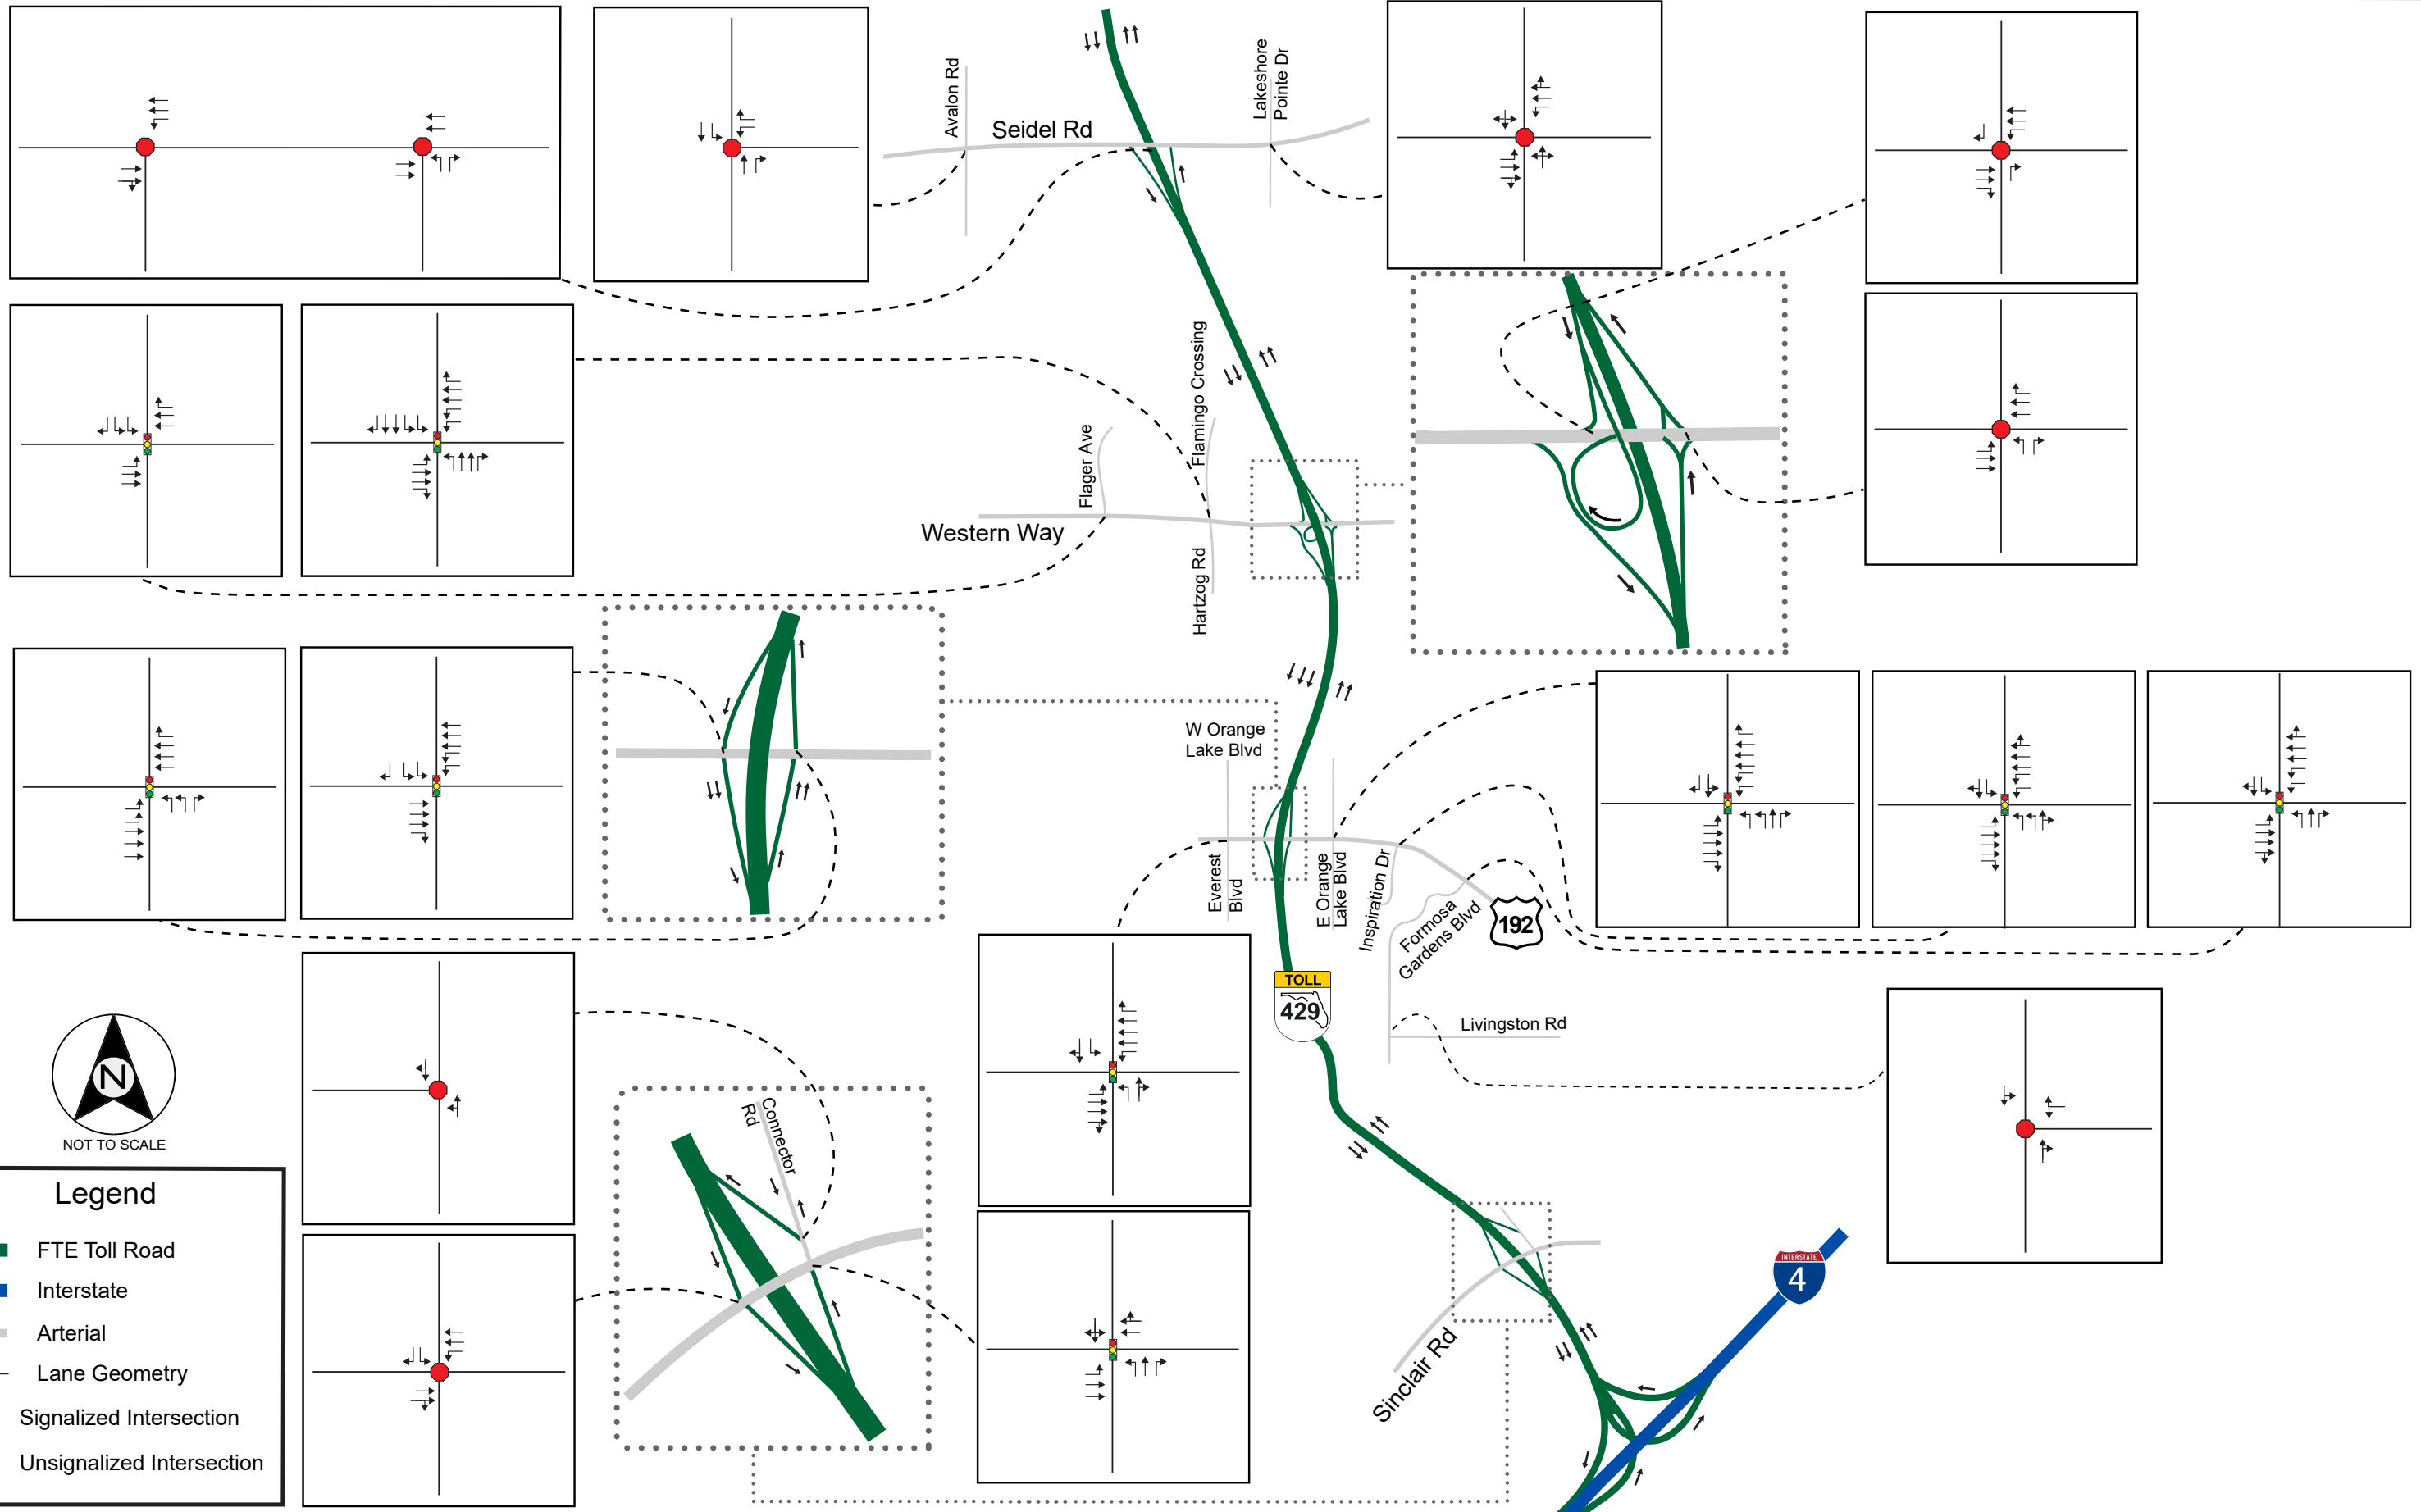 Avalon Rd
Lakeshore
Pointe Dr
Seidel Rd
Flamingo Crossing
Flager Ave
Western Way
Hartzog Rd
W Orange
Lake Blvd
Everest
Blvd
E Orange
Lake Blvd
Inspiration Dr
Formosa
Gardens Blvd
192
TOLL
429
Livingston Rd
N
NOT TO SCALE
Connector
Rd
Legend
FTE Toll Road
Interstate
Arterial
Lane Geometry
Signalized Intersection
Unsignalized Intersection
Sinclair Rd
INTERSTATE
4